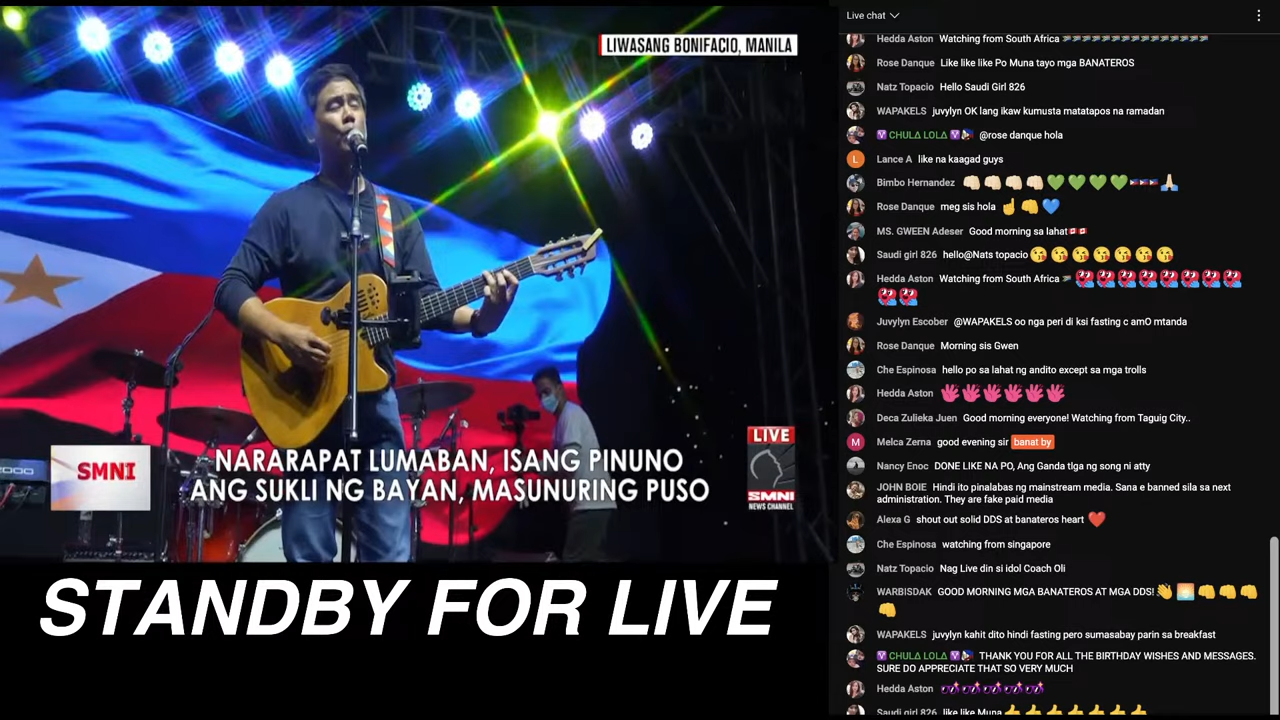 LIWASANG BONIFACIO, MANILA
SMNI
NARARAPAT LUMABAN, ISANG PINUNO
ANG SUKLI NG BAYAN, MASUNURING PUSO
LIVE
SMNI
NEWS CHANNEL
STANDBY FOR LIVE
Live chat
Hedda Aston Watching from South Africa
Rose Danque Like like like Po Muna tayo mga BANATEROS
Natz Topacio Hello Saudi Girl 826
WAPAKELS juvylyn OK lang ikaw kumusta matatapos na ramadan
CHULA LOLA @rose danque hola
L
Lance A like na kaagad guys
Bimbo Hernandez 👊🏻👊🏻👊🏻👊🏻💚💚💚💚🇵🇭🇵🇭🇵🇭🙏🏻
Rose Danque meg sis hola ☝️👊💙
MS. GWEEN Adeser Good morning sa lahat🇨🇦🇨🇦
Saudi girl 826 hello@Nats topacio😘😘😘😘😘😘😘
Hedda Aston Watching from South Africa
Juvylyn Escober @WAPAKELS oo nga peri di ksi fasting c amO mtanda
Rose Danque Morning sis Gwen
Che Espinosa hello po sa lahat ng andito except sa mga trolls
Hedda Aston
Deca Zulieka Juen Good morning everyone! Watching from Taguig City..
M
Melca Zerna good evening sir banat by
Nancy Enoc DONE LIKE NA PO, Ang Ganda tlga ng song ni atty
JOHN BOIE Hindi ito pinalabas ng mainstream media. Sana e banned sila sa next
administration. They are fake paid media
Alexa G shout out solid DDS at banateros heart ❤️
Che Espinosa watching from singapore
Natz Topacio Nag Live din si idol Coach Oli
WARBISDAK GOOD MORNING MGA BANATEROS AT MGA DDS!👋🌅👊👊👊
👊
WAPAKELS juvylyn kahit dito hindi fasting pero sumasabay parin sa breakfast
CHULA LOLA THANK YOU FOR ALL THE BIRTHDAY WISHES AND MESSAGES.
SURE DO APPRECIATE THAT SO VERY MUCH
Hedda Aston
Saudi girl 826 like like Muna👍👍👍👍👍👍👍